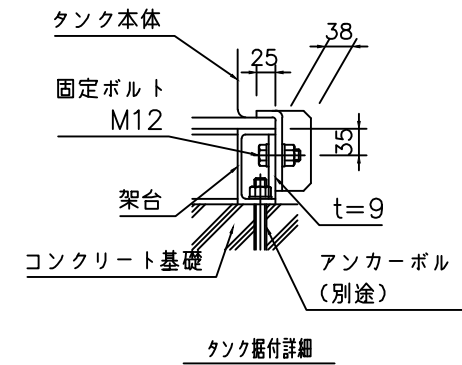 タンク本体
38
25
固定ボルト
M12
35
架台
t=9
コンクリート基礎
アンカーボル
(別途)
タンク据付詳細